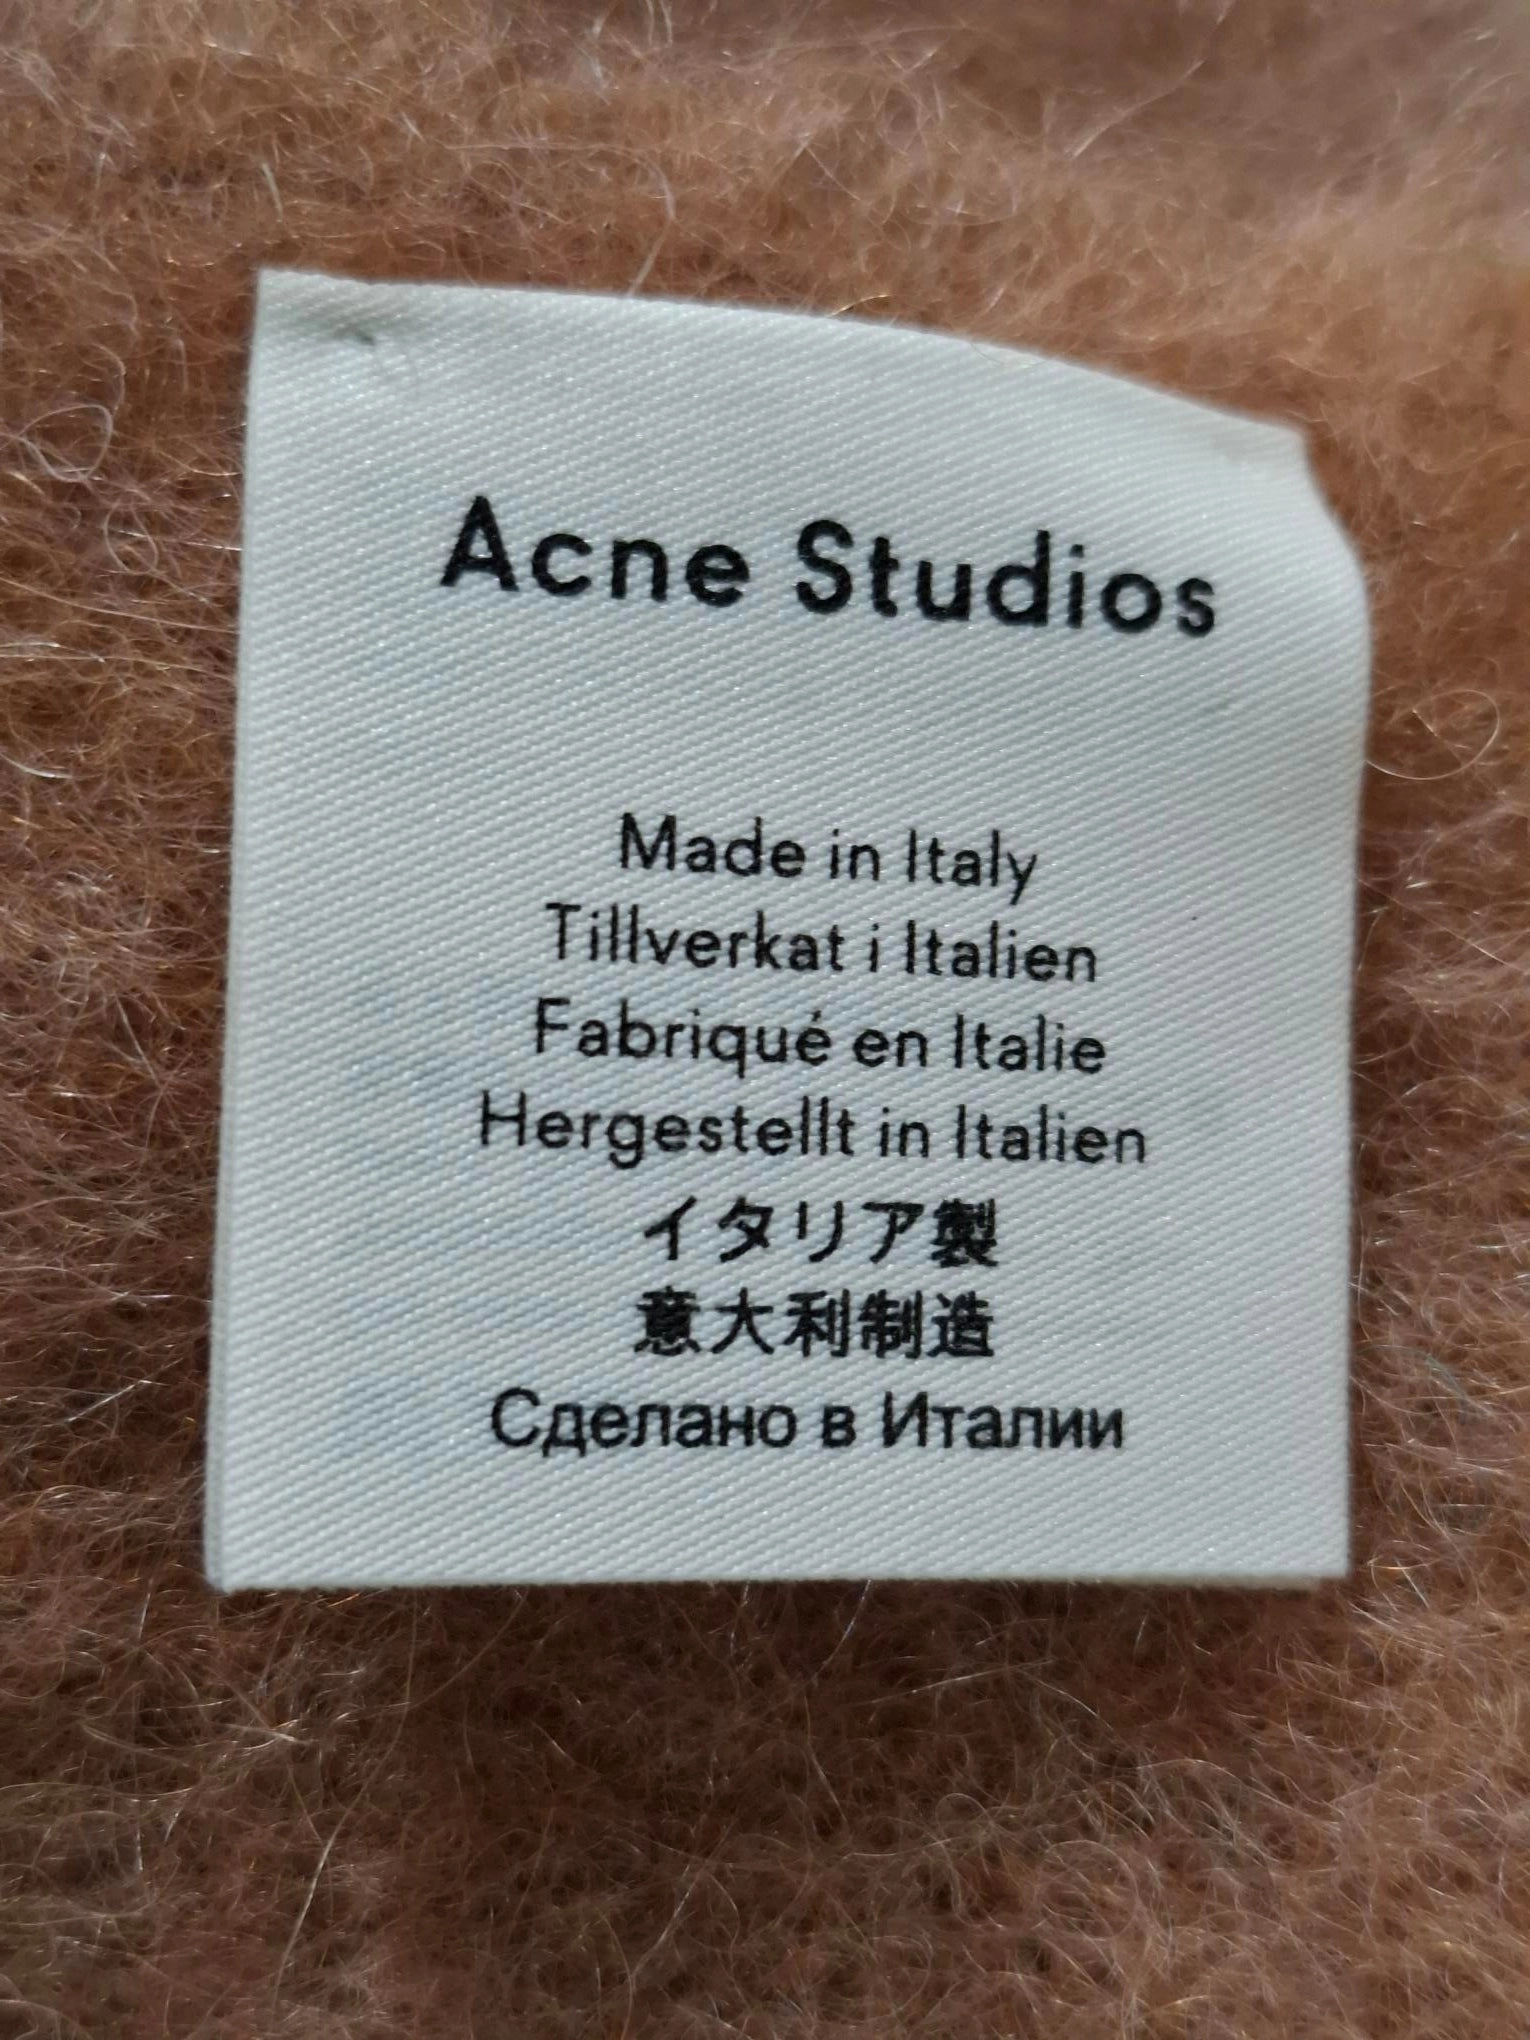 Acne Studios
Made in Italy
Tillverkat i Italien
Fabriqué en Italie
Hergestellt in Italien
イタリア製
意大利制造
Сделано в Италии